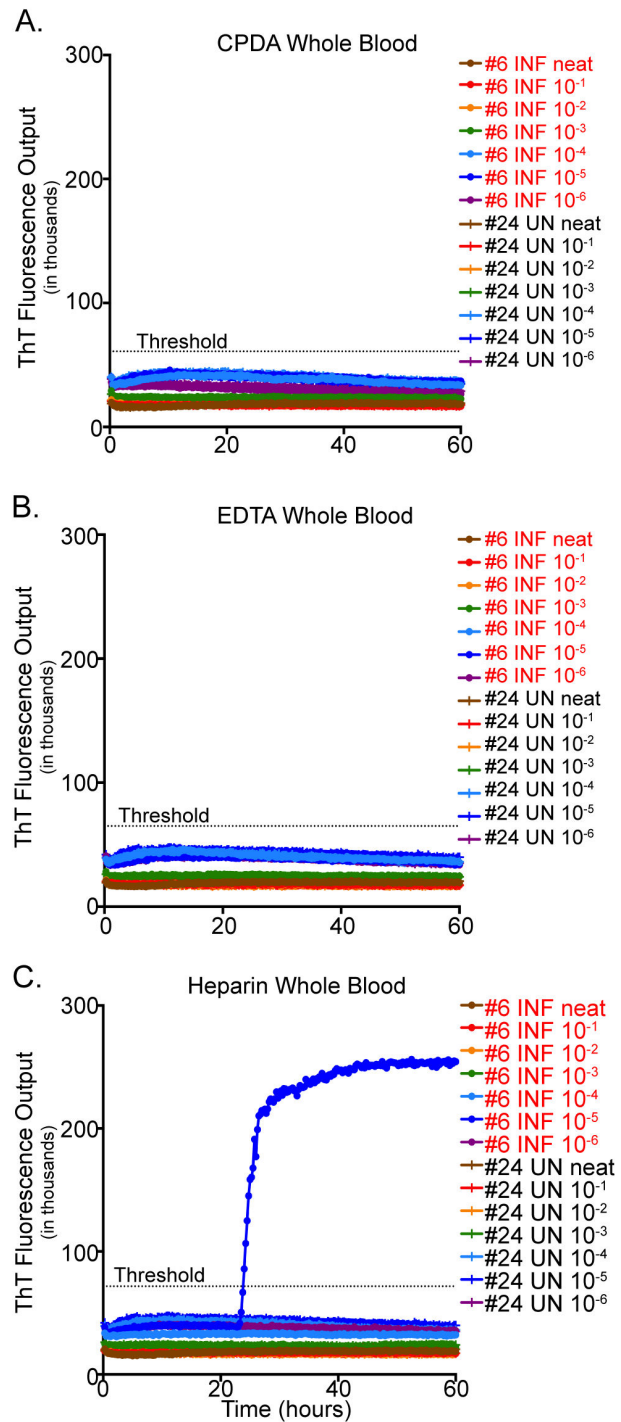 A.
CPDA Whole Blood
ThT Fluorescence Output
(in thousands)
300
200
100
0
Threshold
0 20 40 60
#6 INF neat
#6 INF 10⁻¹
#6 INF 10⁻²
#6 INF 10⁻³
#6 INF 10⁻⁴
#6 INF 10⁻⁵
#6 INF 10⁻⁶
#24 UN neat
#24 UN 10⁻¹
#24 UN 10⁻²
#24 UN 10⁻³
#24 UN 10⁻⁴
#24 UN 10⁻⁵
#24 UN 10⁻⁶
B.
EDTA Whole Blood
ThT Fluorescence Output
(in thousands)
300
200
100
0
Threshold
0 20 40 60
#6 INF neat
#6 INF 10⁻¹
#6 INF 10⁻²
#6 INF 10⁻³
#6 INF 10⁻⁴
#6 INF 10⁻⁵
#6 INF 10⁻⁶
#24 UN neat
#24 UN 10⁻¹
#24 UN 10⁻²
#24 UN 10⁻³
#24 UN 10⁻⁴
#24 UN 10⁻⁵
#24 UN 10⁻⁶
C.
Heparin Whole Blood
ThT Fluorescence Output
(in thousands)
300
200
100
0
Threshold
0 20 40 60
Time (hours)
#6 INF neat
#6 INF 10⁻¹
#6 INF 10⁻²
#6 INF 10⁻³
#6 INF 10⁻⁴
#6 INF 10⁻⁵
#6 INF 10⁻⁶
#24 UN neat
#24 UN 10⁻¹
#24 UN 10⁻²
#24 UN 10⁻³
#24 UN 10⁻⁴
#24 UN 10⁻⁵
#24 UN 10⁻⁶